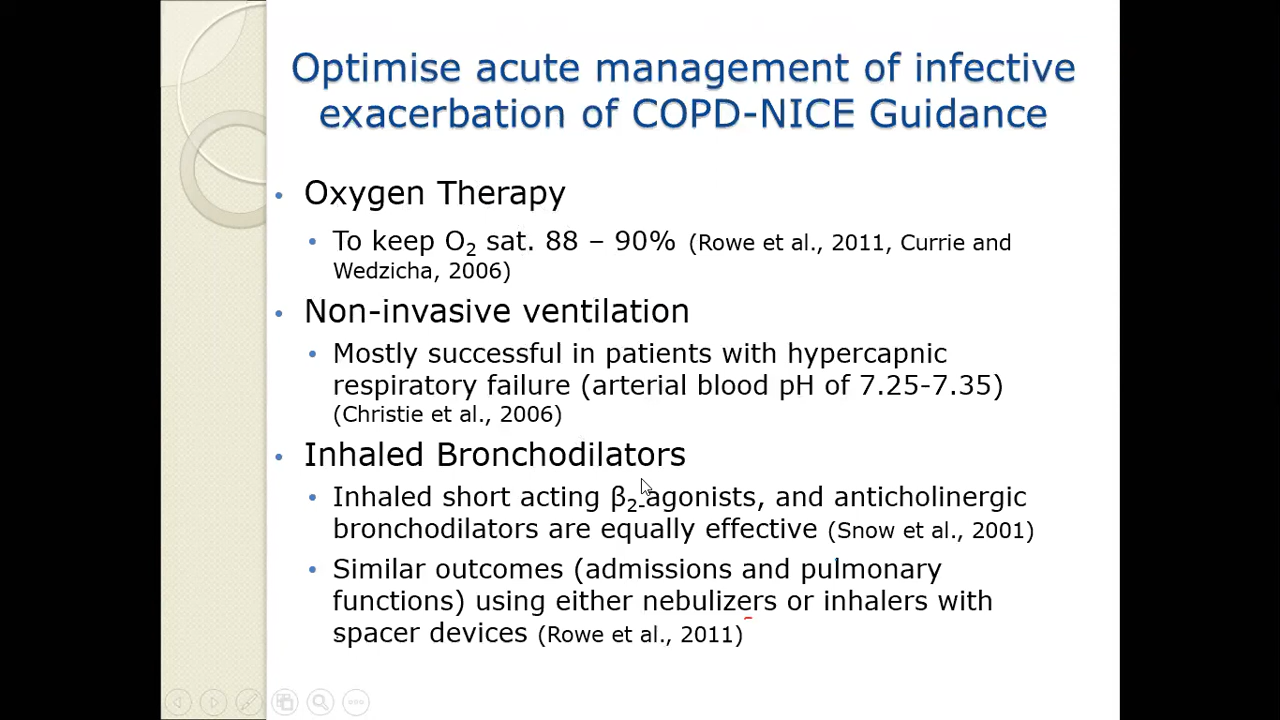 Optimise acute management of infective
exacerbation of COPD-NICE Guidance
• Oxygen Therapy
• To keep O₂ sat. 88 – 90% (Rowe et al., 2011, Currie and
Wedzicha, 2006)
• Non-invasive ventilation
• Mostly successful in patients with hypercapnic
respiratory failure (arterial blood pH of 7.25-7.35)
(Christie et al., 2006)
• Inhaled Bronchodilators
• Inhaled short acting β₂-agonists, and anticholinergic
bronchodilators are equally effective (Snow et al., 2001)
• Similar outcomes (admissions and pulmonary
functions) using either nebulizers or inhalers with
spacer devices (Rowe et al., 2011)